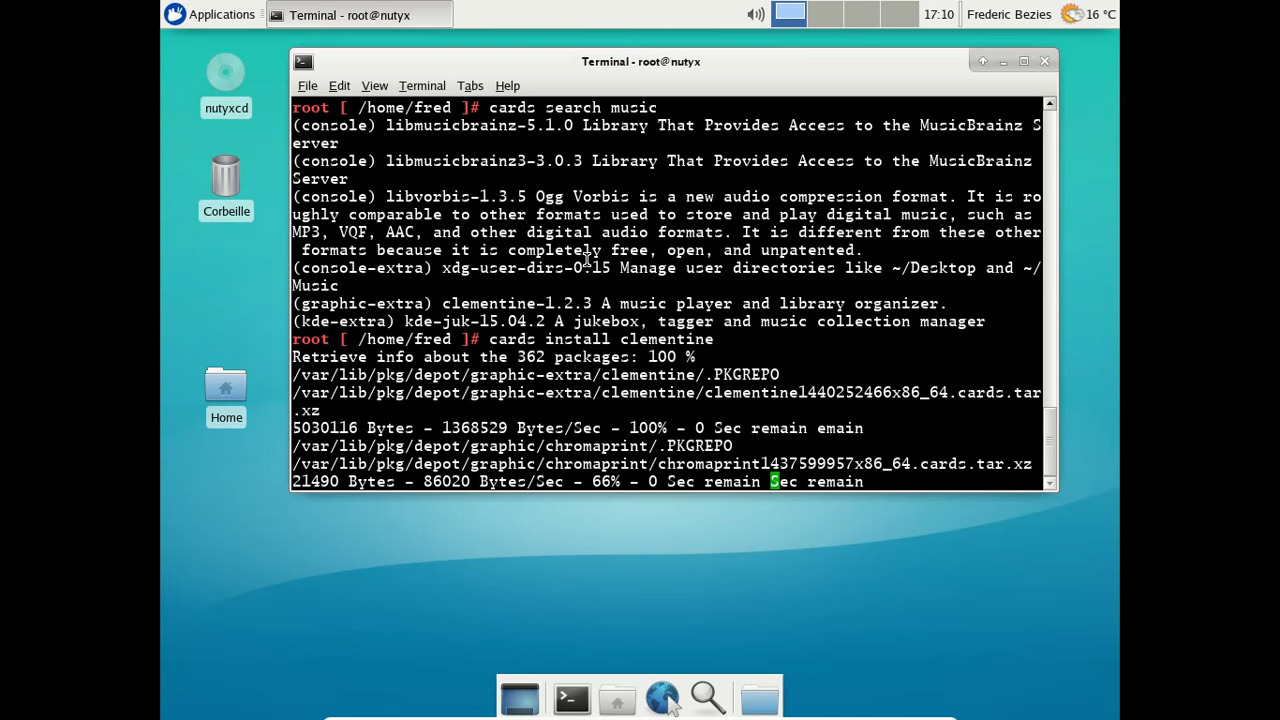 Applications
Terminal - root@nutyx
17:10
Frederic Bezies
16 °C
nutyxcd
Corbeille
Home
Terminal - root@nutyx
File Edit View Terminal Tabs Help
root [ /home/fred ]# cards search music
(console) libmusicbrainz-5.1.0 Library That Provides Access to the MusicBrainz S
erver
(console) libmusicbrainz3-3.0.3 Library That Provides Access to the MusicBrainz
Server
(console) libvorbis-1.3.5 Ogg Vorbis is a new audio compression format. It is ro
ughly comparable to other formats used to store and play digital music, such as
MP3, VQF, AAC, and other digital audio formats. It is different from these other
formats because it is completely free, open, and unpatented.
(console-extra) xdg-user-dirs-0.15 Manage user directories like ~/Desktop and ~/
Music
(graphic-extra) clementine-1.2.3 A music player and library organizer.
(kde-extra) kde-juk-15.04.2 A jukebox, tagger and music collection manager
root [ /home/fred ]# cards install clementine
Retrieve info about the 362 packages: 100 %
/var/lib/pkg/depot/graphic-extra/clementine/.PKGREPO
/var/lib/pkg/depot/graphic-extra/clementine/clementine1440252466x86_64.cards.tar
.xz
5030116 Bytes - 1368529 Bytes/Sec - 100% - 0 Sec remain emain
/var/lib/pkg/depot/graphic/chromaprint/.PKGREPO
/var/lib/pkg/depot/graphic/chromaprint/chromaprint1437599957x86_64.cards.tar.xz
21490 Bytes - 86020 Bytes/Sec - 66% - 0 Sec remain Sec remain